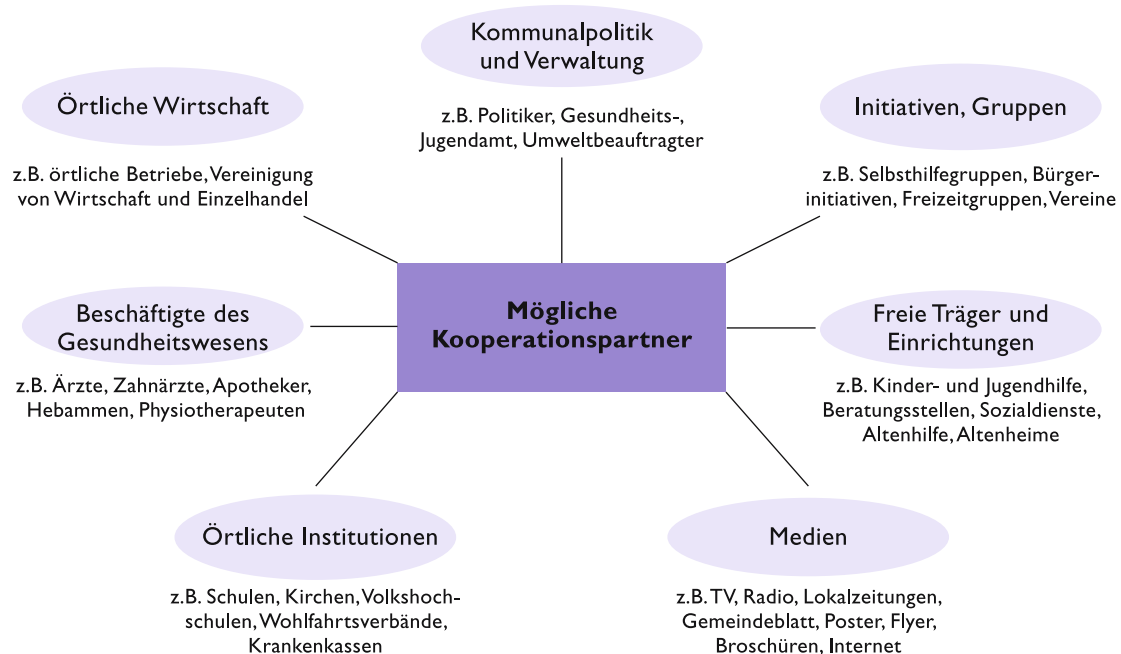 Kommunalpolitik
und Verwaltung
z.B. Politiker, Gesundheits-,
Jugendamt, Umweltbeauftragter
Örtliche Wirtschaft
z.B. örtliche Betriebe, Vereinigung
von Wirtschaft und Einzelhandel
Initiativen, Gruppen
z.B. Selbsthilfegruppen, Bürger-
initiativen, Freizeitgruppen, Vereine
Mögliche
Kooperationspartner
Beschäftigte des
Gesundheitswesens
z.B. Ärzte, Zahnärzte, Apotheker,
Hebammen, Physiotherapeuten
Freie Träger und
Einrichtungen
z.B. Kinder- und Jugendhilfe,
Beratungsstellen, Sozialdienste,
Altenhilfe, Altenheime
Örtliche Institutionen
z.B. Schulen, Kirchen, Volkshoch-
schulen, Wohlfahrtsverbände,
Krankenkassen
Medien
z.B. TV, Radio, Lokalzeitungen,
Gemeindeblatt, Poster, Flyer,
Broschüren, Internet